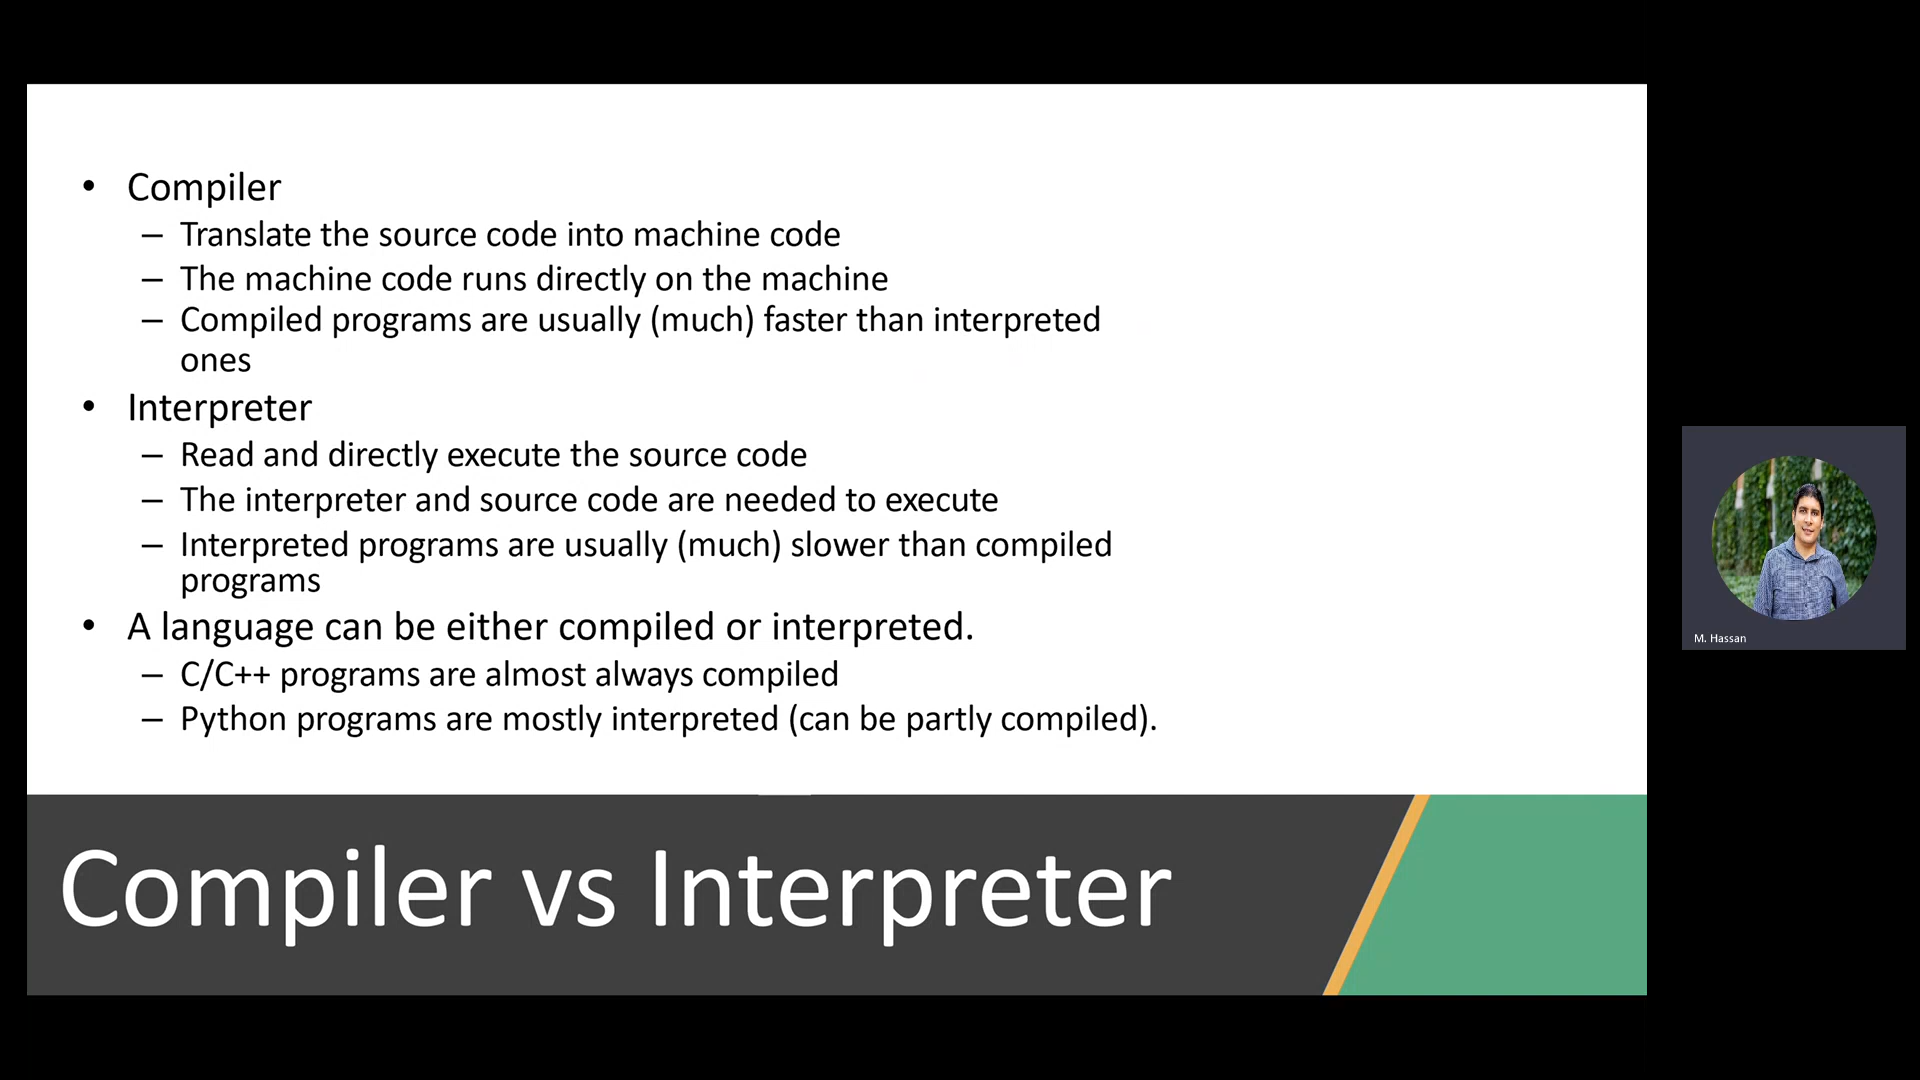 • Compiler
– Translate the source code into machine code
– The machine code runs directly on the machine
– Compiled programs are usually (much) faster than interpreted
ones
• Interpreter
– Read and directly execute the source code
– The interpreter and source code are needed to execute
– Interpreted programs are usually (much) slower than compiled
programs
• A language can be either compiled or interpreted.
– C/C++ programs are almost always compiled
– Python programs are mostly interpreted (can be partly compiled).
Compiler vs Interpreter
M. Hassan